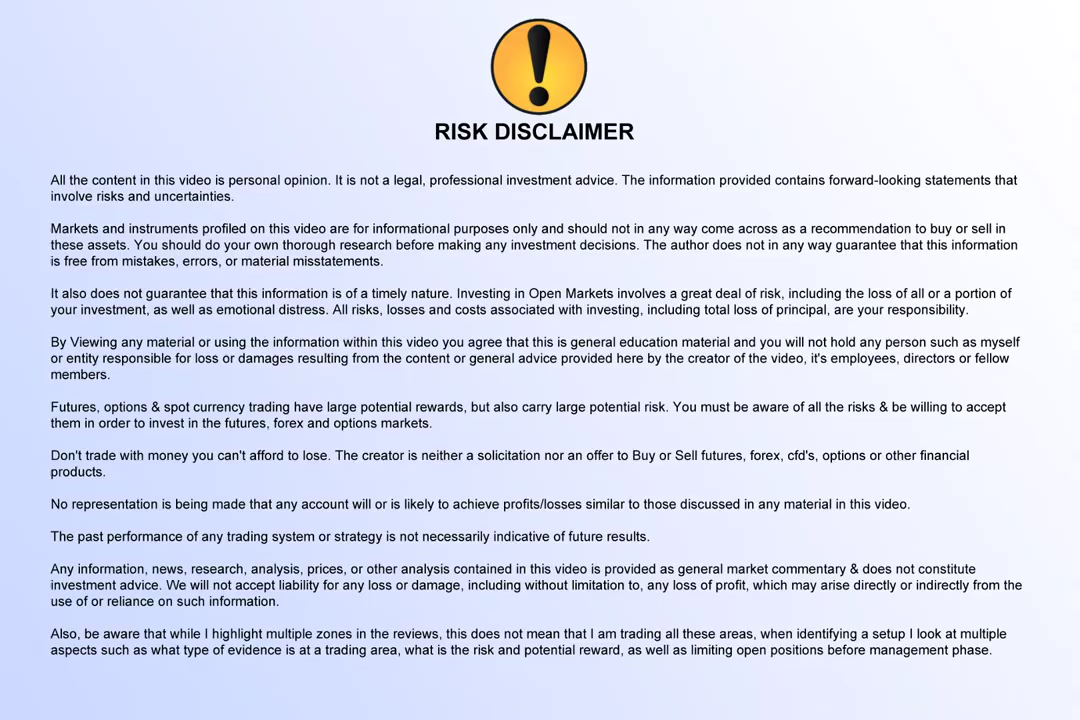 RISK DISCLAIMER
All the content in this video is personal opinion. It is not a legal, professional investment advice. The information provided contains forward-looking statements that
involve risks and uncertainties.
Markets and instruments profiled on this video are for informational purposes only and should not in any way come across as a recommendation to buy or sell in
these assets. You should do your own thorough research before making any investment decisions. The author does not in any way guarantee that this information
is free from mistakes, errors, or material misstatements.
It also does not guarantee that this information is of a timely nature. Investing in Open Markets involves a great deal of risk, including the loss of all or a portion of
your investment, as well as emotional distress. All risks, losses and costs associated with investing, including total loss of principal, are your responsibility.
By Viewing any material or using the information within this video you agree that this is general education material and you will not hold any person such as myself
or entity responsible for loss or damages resulting from the content or general advice provided here by the creator of the video, it's employees, directors or fellow
members.
Futures, options & spot currency trading have large potential rewards, but also carry large potential risk. You must be aware of all the risks & be willing to accept
them in order to invest in the futures, forex and options markets.
Don't trade with money you can't afford to lose. The creator is neither a solicitation nor an offer to Buy or Sell futures, forex, cfd's, options or other financial
products.
No representation is being made that any account will or is likely to achieve profits/losses similar to those discussed in any material in this video.
The past performance of any trading system or strategy is not necessarily indicative of future results.
Any information, news, research, analysis, prices, or other analysis contained in this video is provided as general market commentary & does not constitute
investment advice. We will not accept liability for any loss or damage, including without limitation to, any loss of profit, which may arise directly or indirectly from the
use of or reliance on such information.
Also, be aware that while I highlight multiple zones in the reviews, this does not mean that I am trading all these areas, when identifying a setup I look at multiple
aspects such as what type of evidence is at a trading area, what is the risk and potential reward, as well as limiting open positions before management phase.